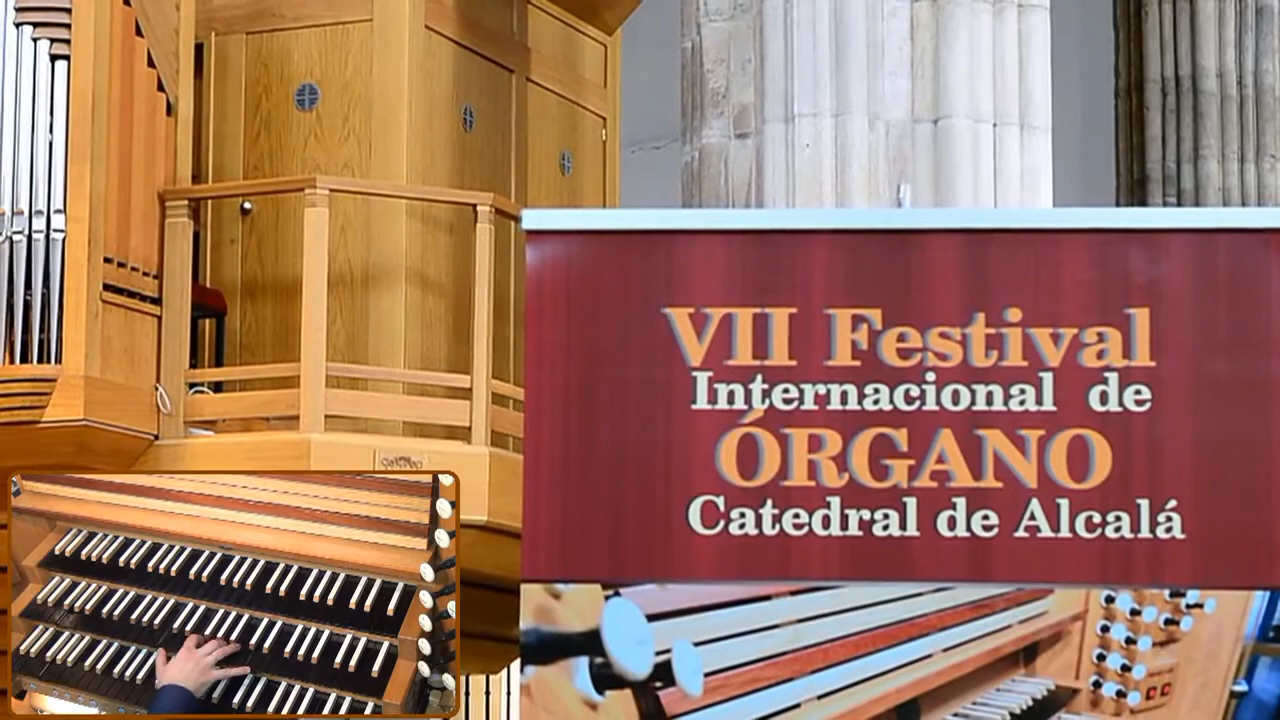 VII Festival
Internacional de
ÓRGANO
Catedral de Alcalá